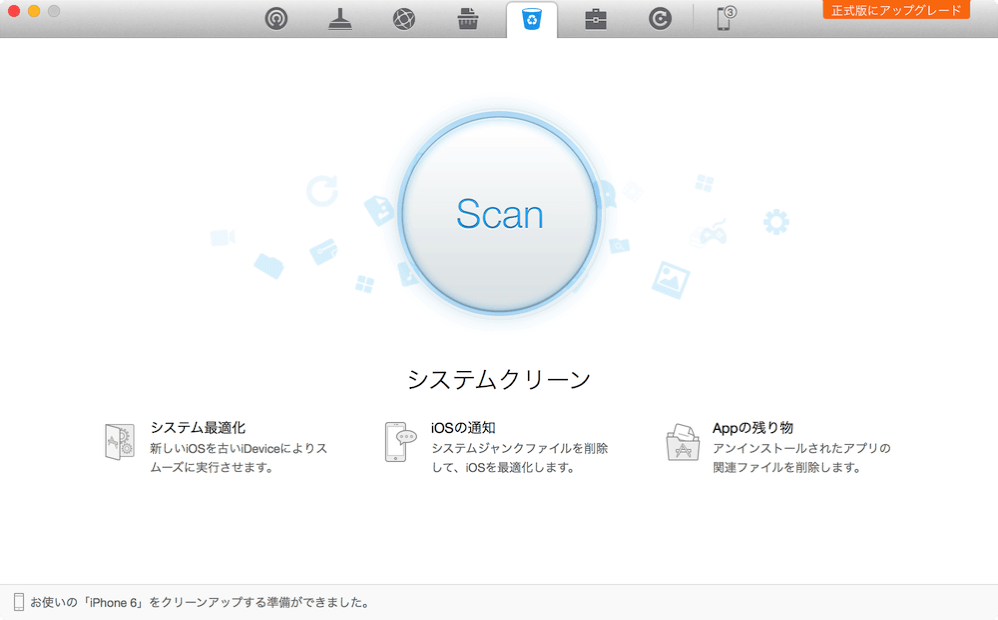 ③
正式版にアップグレード
Scan
システムクリーン
システム最適化
新しいiOSを古いiDeviceによりス
ムーズに実行させます。
iOSの通知
システムジャンクファイルを削除
して、iOSを最適化します。
Appの残り物
アンインストールされたアプリの
関連ファイルを削除します。
お使いの「iPhone 6」をクリーンアップする準備ができました。